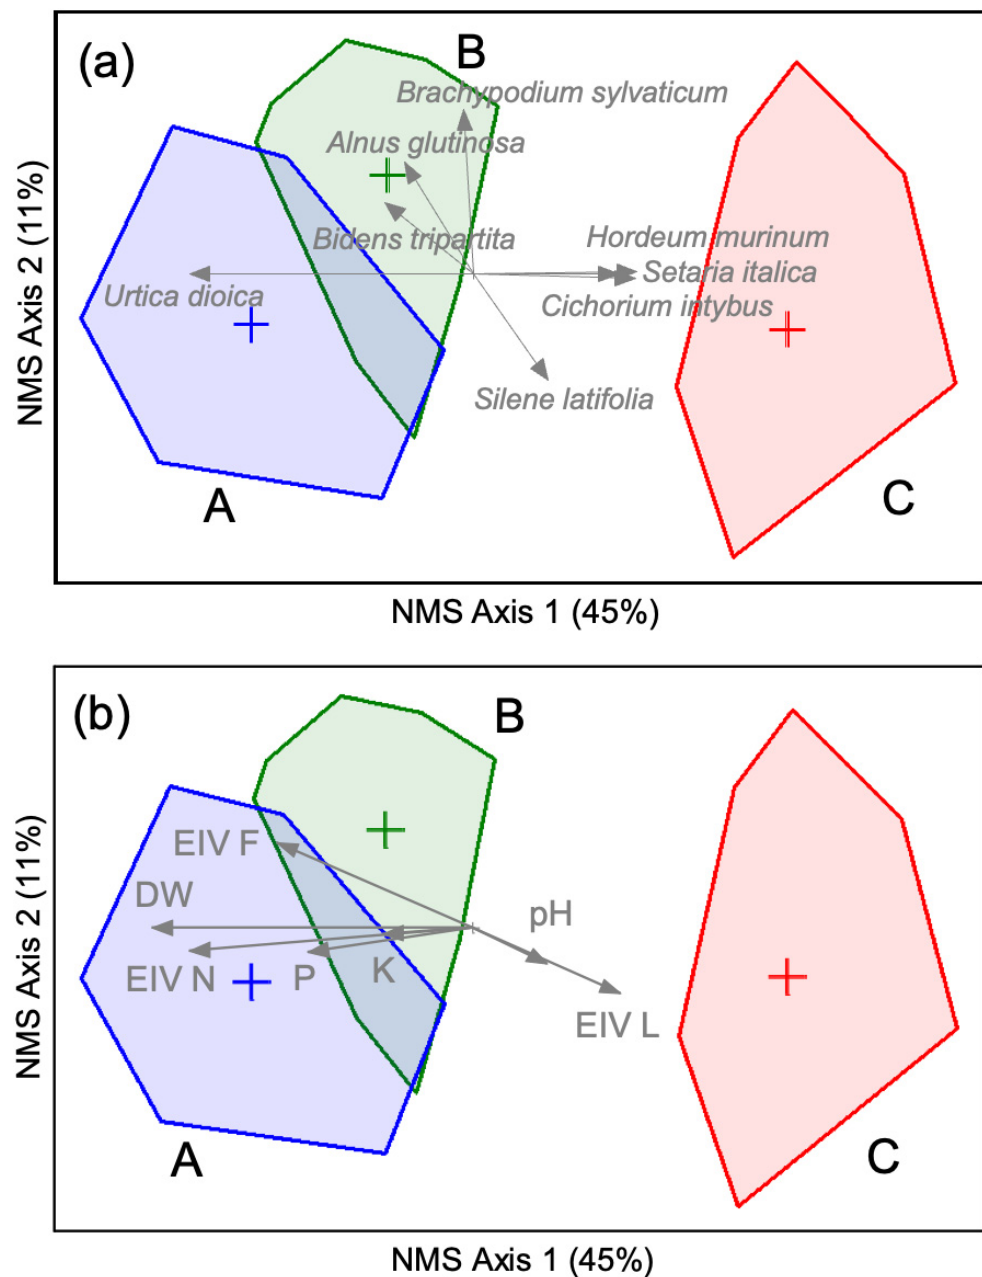 (a)
B
Brachypodium sylvaticum
Alnus glutinosa
Bidens tripartita
Hordeum murinum
Urtica dioica
Setaria italica
Cichorium intybus
Silene latifolia
A
C
NMS Axis 2 (11%)
NMS Axis 1 (45%)
(b)
B
EIV F
DW
pH
EIV N
P
K
EIV L
A
C
NMS Axis 2 (11%)
NMS Axis 1 (45%)